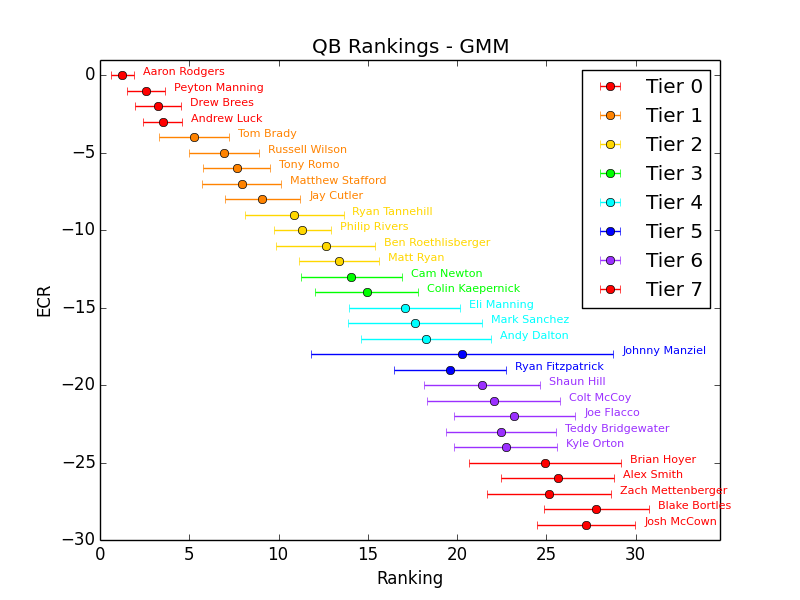 QB Rankings - GMM
Tier 0
Tier 1
Tier 2
Tier 3
Tier 4
Tier 5
Tier 6
Tier 7
Aaron Rodgers
Peyton Manning
Drew Brees
Andrew Luck
Tom Brady
Russell Wilson
Tony Romo
Matthew Stafford
Jay Cutler
Ryan Tannehill
Philip Rivers
Ben Roethlisberger
Matt Ryan
Cam Newton
Colin Kaepernick
Eli Manning
Mark Sanchez
Andy Dalton
Johnny Manziel
Ryan Fitzpatrick
Shaun Hill
Colt McCoy
Joe Flacco
Teddy Bridgewater
Kyle Orton
Brian Hoyer
Alex Smith
Zach Mettenberger
Blake Bortles
Josh McCown
ECR
0
−5
−10
−15
−20
−25
−30
0 5 10 15 20 25 30
Ranking